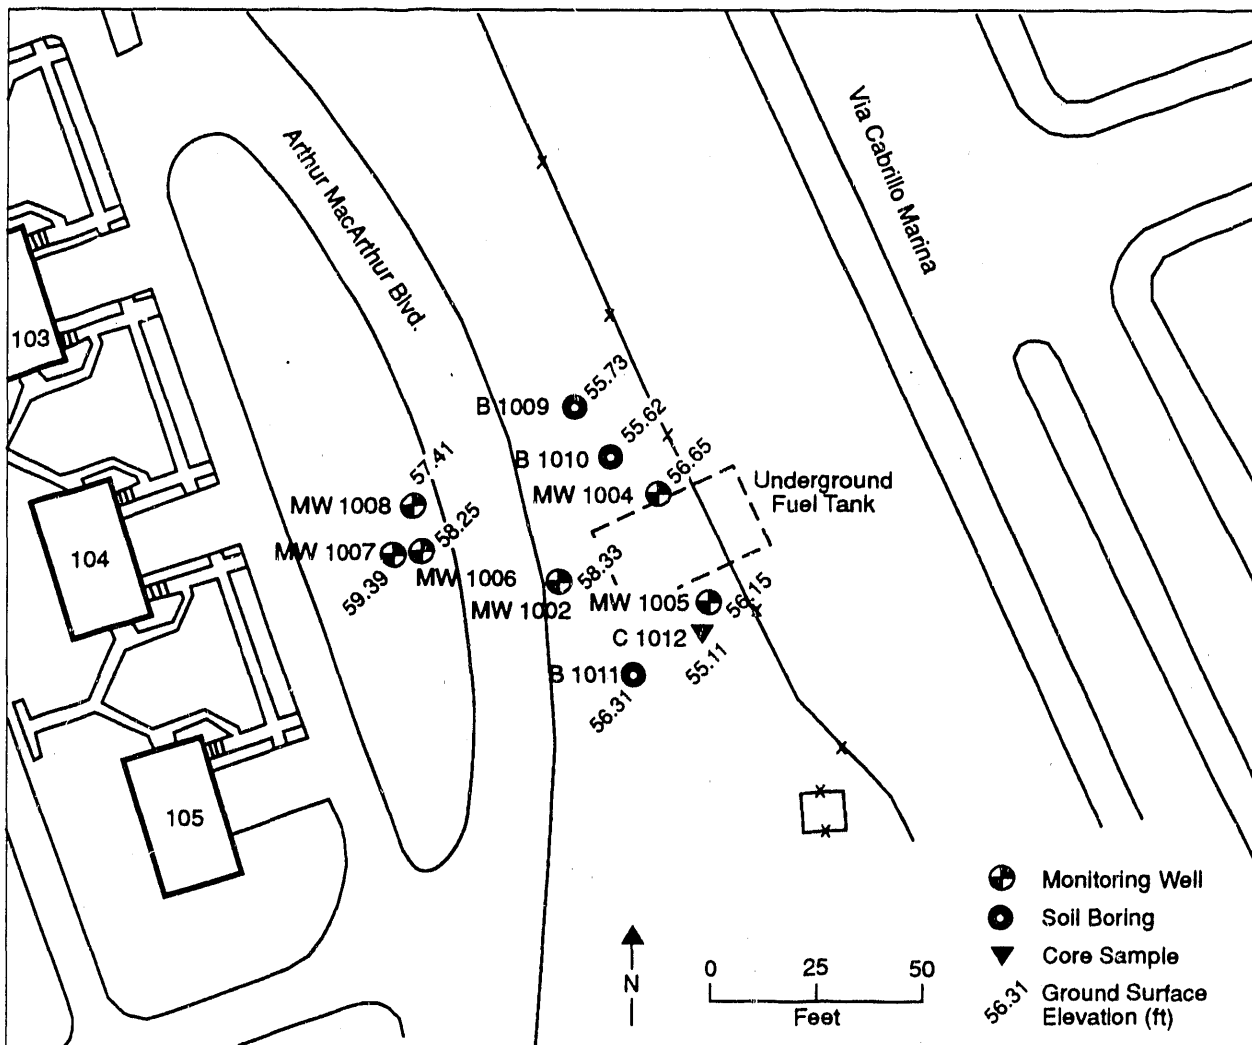 Via Cabrillo Marina
Arthur MacArthur Blvd.
103
B 1009
55.73
B 1010
55.62
MW 1004
56.65
Underground
Fuel Tank
57.41
MW 1008
58.25
MW 1007
59.39
MW 1006
58.33
MW 1002
MW 1005
56.15
C 1012
55.11
B 1011
56.31
104
105
N
0 25 50
Feet
Monitoring Well
Soil Boring
Core Sample
56.31 Ground Surface
Elevation (ft)